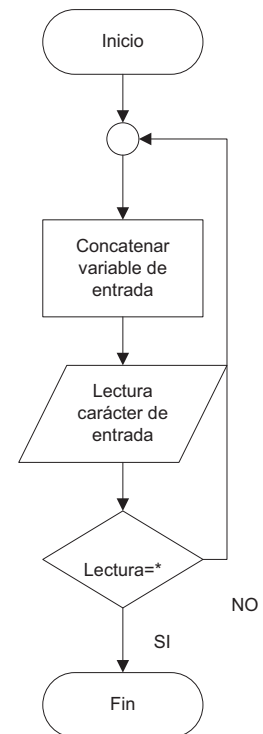 Inicio
Concatenar
variable de
entrada
Lectura
carácter de
entrada
Lectura=*
NO
SI
Fin